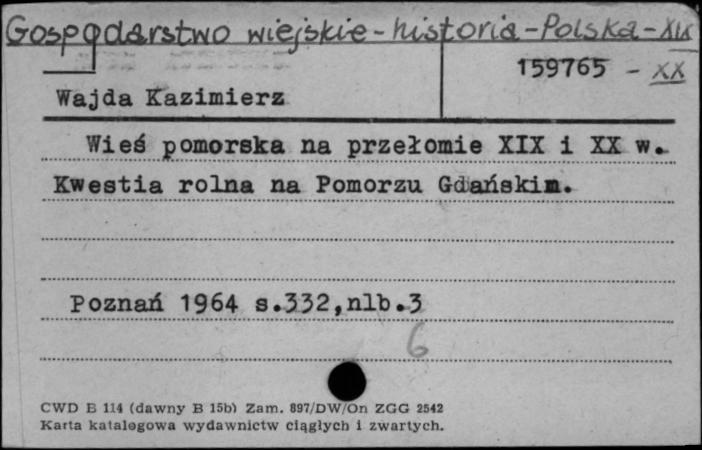 Gospodarstwo wiejskie - historia - Polska - XIX
159765 - XX
Wajda Kazimierz
Wieś pomorska na przełomie XIX i XX w.
Kwestia rolna na Pomorzu Gdańskim.
Poznań 1964 s.332,nlb.3
6
CWD E 114 (dawny B 15b) Zam. 897/DW/On ZGG 2542
Karta katalogowa wydawnictw ciągłych i zwartych.